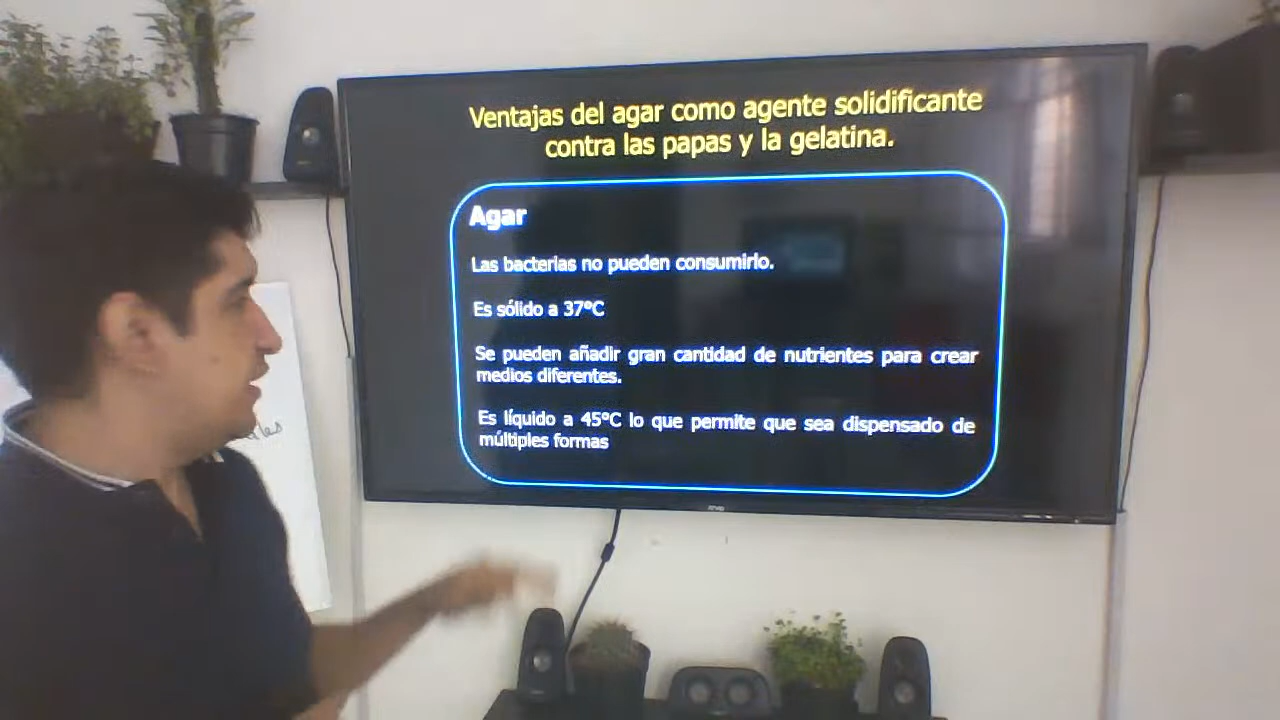 Ventajas del agar como agente solidificante
contra las papas y la gelatina.
Agar
Las bacterias no pueden consumirlo.
Es sólido a 37°C
Se pueden añadir gran cantidad de nutrientes para crear
medios diferentes.
Es líquido a 45°C lo que permite que sea dispensado de
múltiples formas